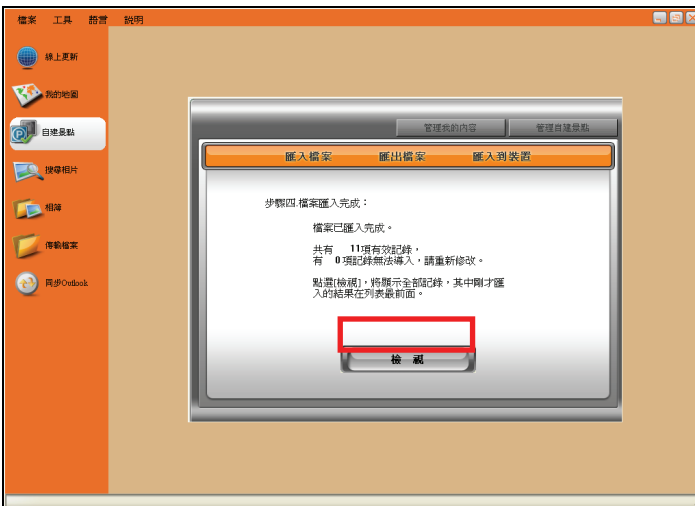 檔案 工具 語言 說明
線上更新
我的地圖
自建景點
搜尋相片
相簿
傳輸檔案
同步Outlook
管理我的內容 管理自建景點
匯入檔案 匯出檔案 匯入到裝置
步驟四.檔案匯入完成：
檔案已匯入完成。
共有 11項有效記錄，
有 0 項記錄無法導入，請重新修改。
點選[檢視]，將顯示全部記錄，其中剛才匯
入的結果在列表最前面。
檢 視